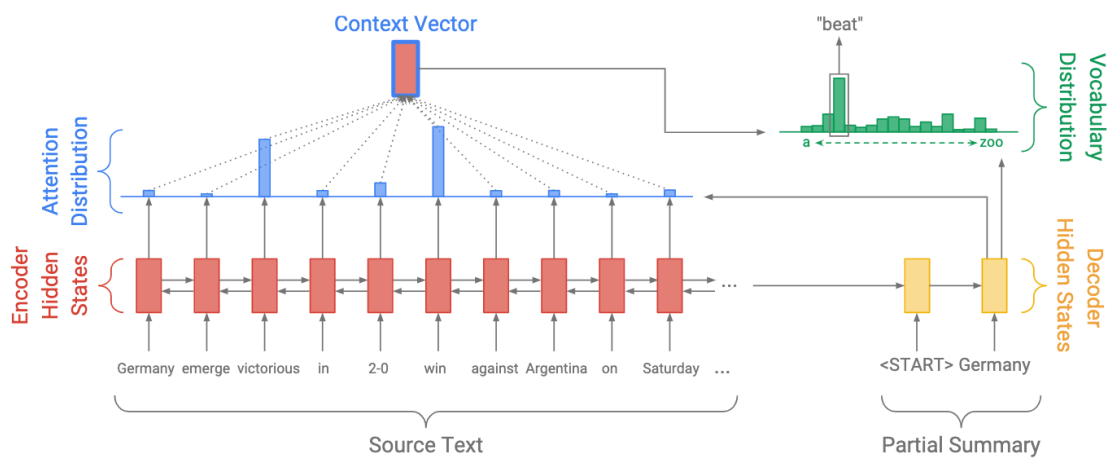 Context Vector
"beat"
a
zoo
Vocabulary
Distribution
Attention
Distribution
Encoder
Hidden
States
...
Decoder
Hidden States
Germany emerge victorious in 2-0 win against Argentina on Saturday ...
<START> Germany
Source Text
Partial Summary